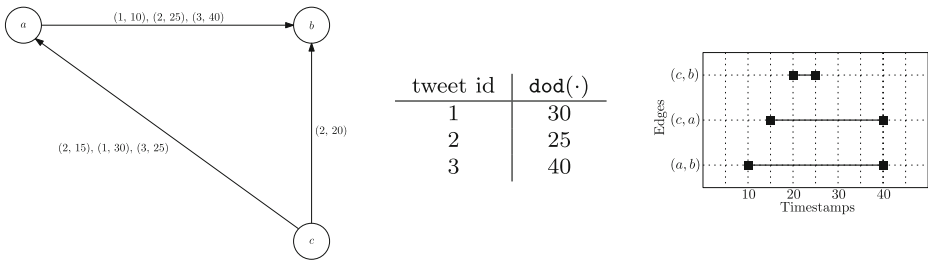 a
(1, 10), (2, 25), (3, 40)
b
(2, 15), (1, 30), (3, 25)
(2, 20)
c
tweet id dod(·)
1 30
2 25
3 40
Edges
(c, b)
(c, a)
(a, b)
10 20 30 40
Timestamps